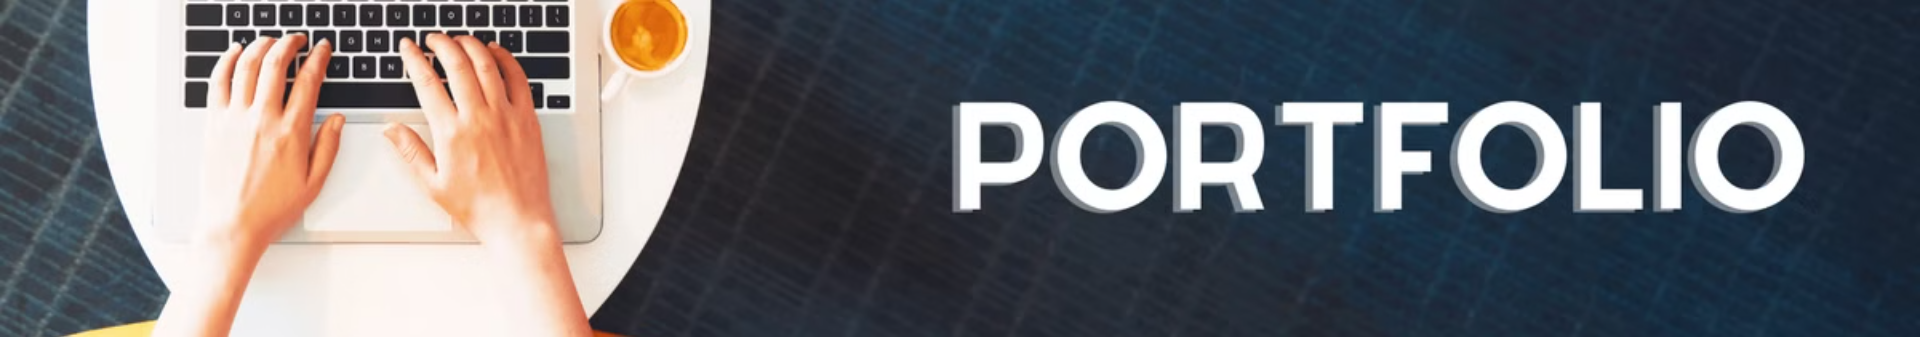 Q W E R T Y U I O P
A G H
V B N
PORTFOLIO